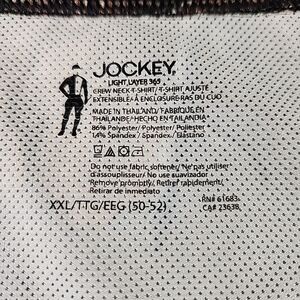 JOCKEY
LIGHT LAYER 365
CREW NECK T-SHIRT/ T-SHIRT AJUSTÉ
EXTENSIBLE À ENCOLURE RAS DU COU
MADE IN THAILAND/ FABRIQUÉ EN
THAÏLANDE/ HECHO EN TAILANDIA
86% Polyester/ Polyester/ Poliester
14% Spandex/ Spandex/ Elastano
Do not use fabric softener/ Ne pas utiliser
d'assouplisseur/ No use suavizador
Remove promptly/ Retirer rapidement/
Retirar de inmediato
XXL/TTG/EEG (50-52)
RN# 61683
CA# 23638